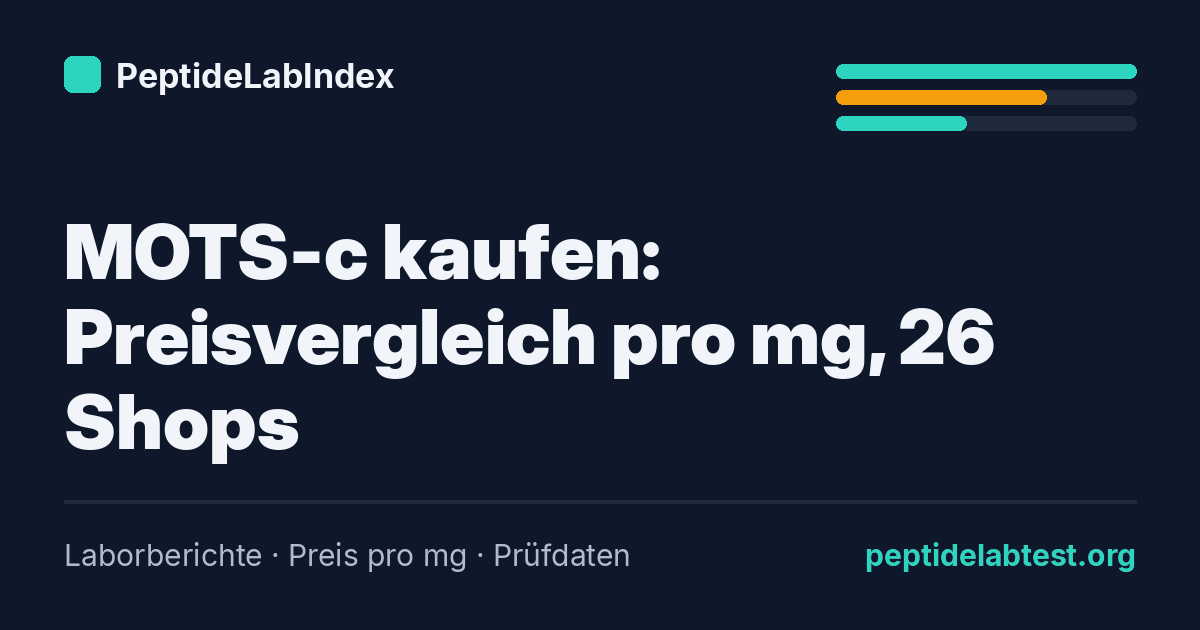 PeptideLabIndex
MOTS-c kaufen:
Preisvergleich pro mg, 26
Shops
Laborberichte · Preis pro mg · Prüfdaten
peptidelabtest.org